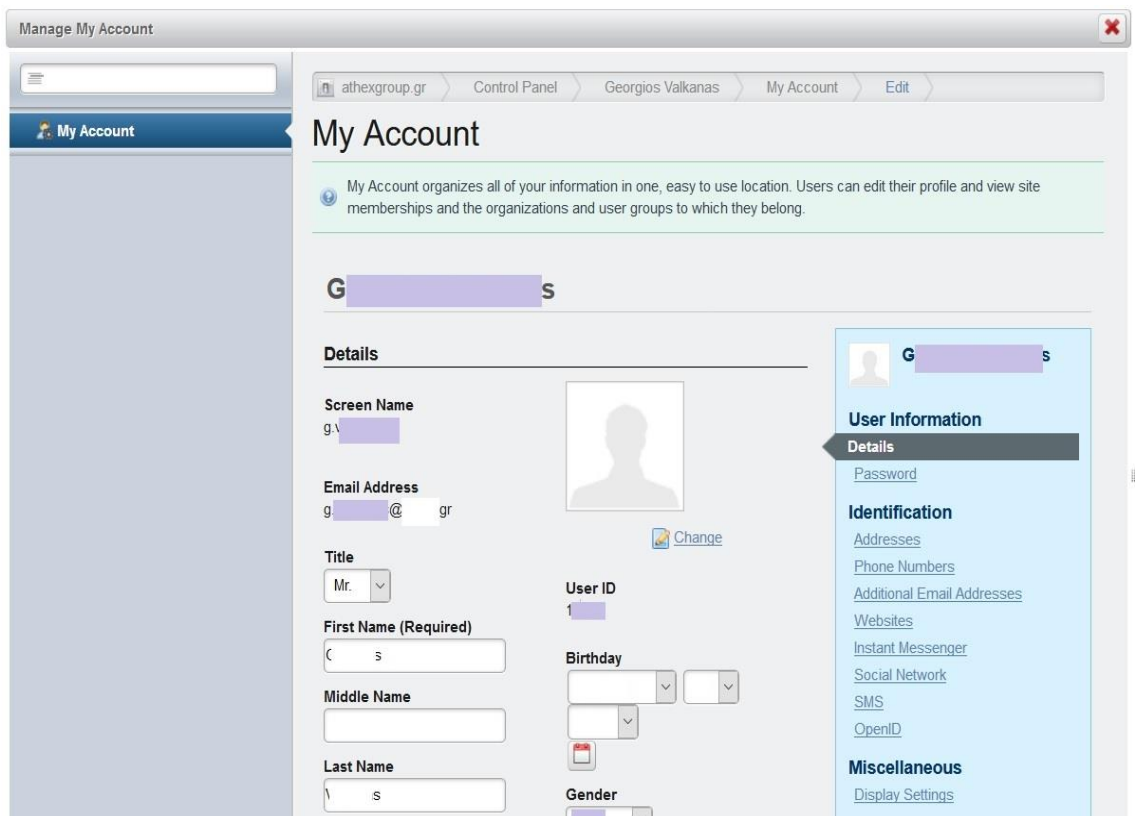 Manage My Account
My Account
athexgroup.gr Control Panel Georgios Valkanas My Account Edit
My Account
My Account organizes all of your information in one, easy to use location. Users can edit their profile and view site
memberships and the organizations and user groups to which they belong.
G s
Details
Screen Name
g.v
Email Address
g. @ gr
Title
Mr.
First Name (Required)
s
Middle Name
Last Name
s
Change
User ID
1
Birthday
Gender
G s
User Information
Details
Password
Identification
Addresses
Phone Numbers
Additional Email Addresses
Websites
Instant Messenger
Social Network
SMS
OpenID
Miscellaneous
Display Settings